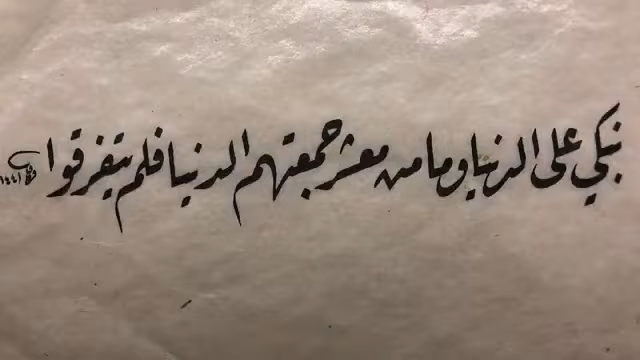 نبكي على الدنيا وما من معشر جمعتهم الدنيا فلم يتفرقوا